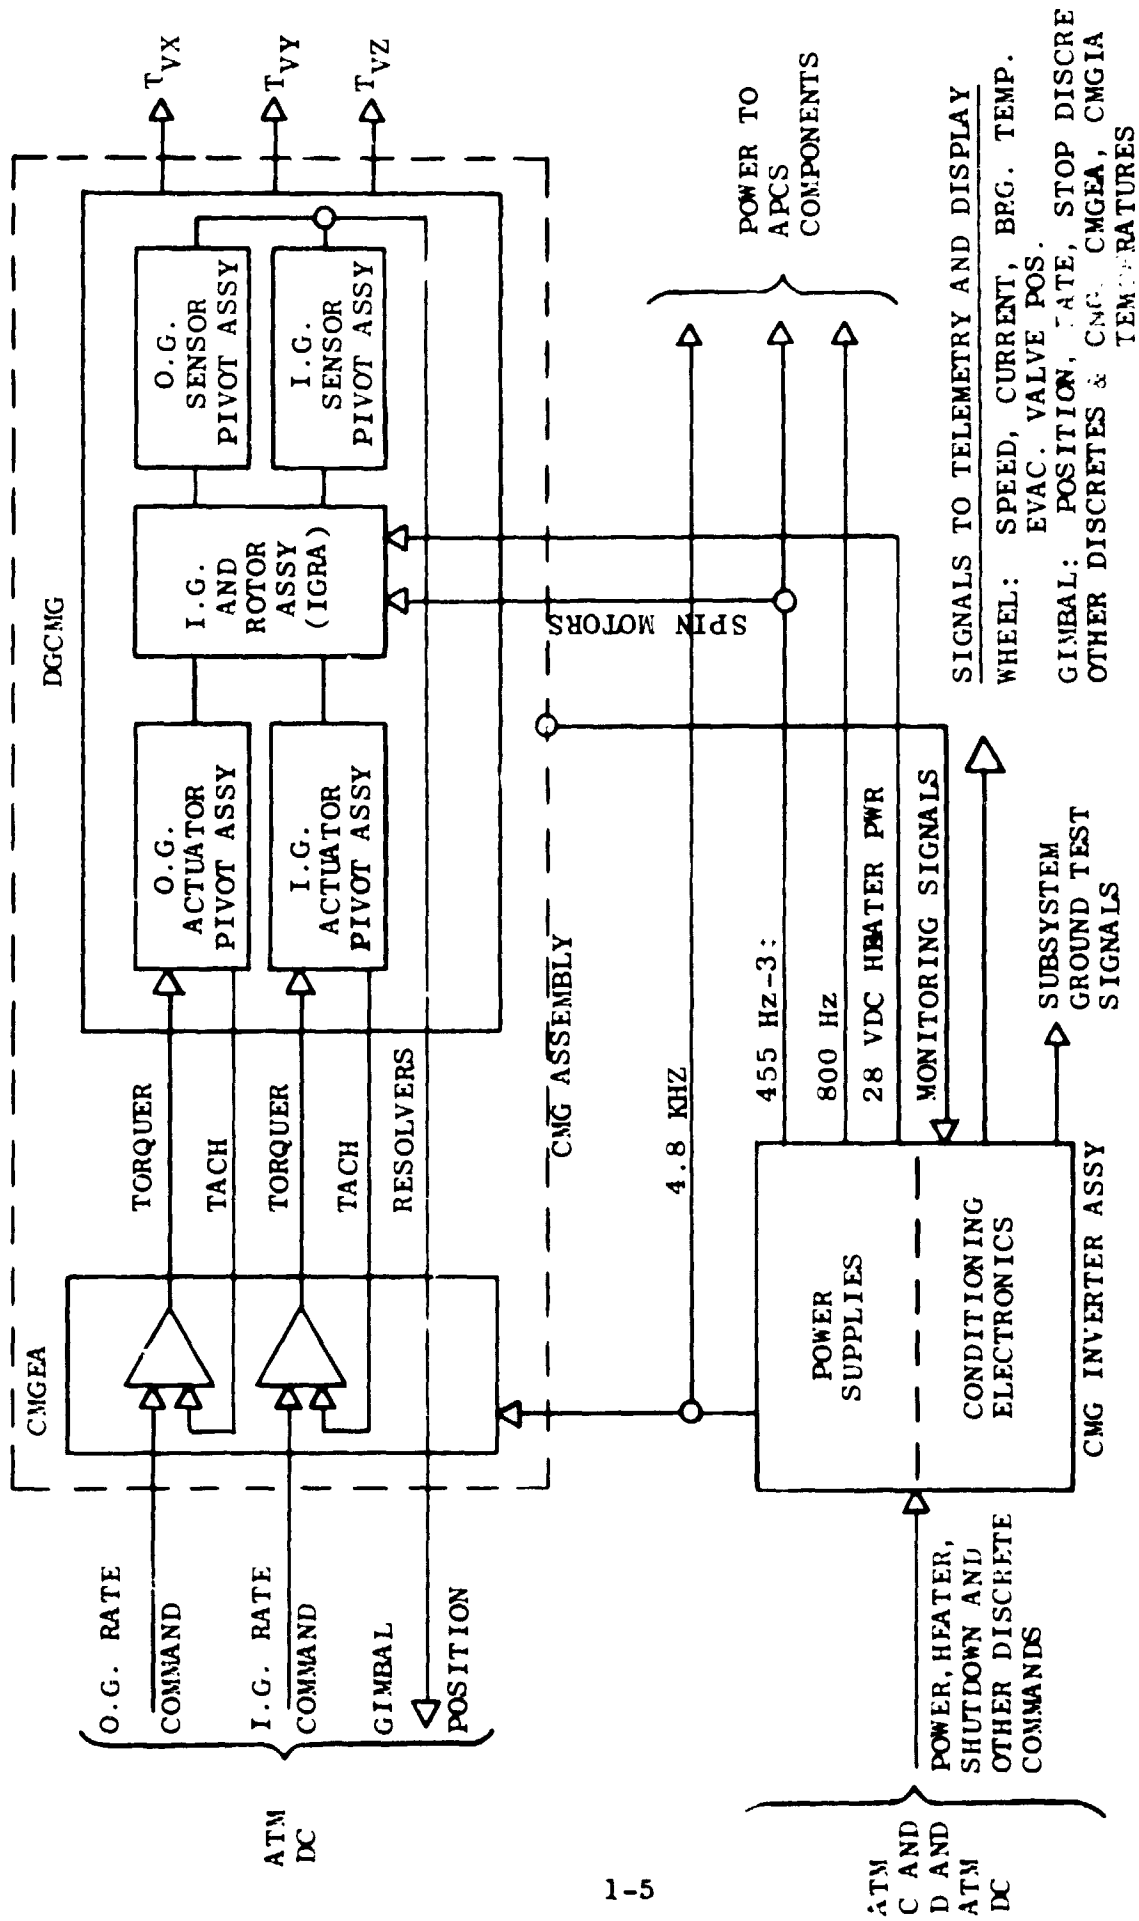 ATM
DC
O.G. RATE
COMMAND
I.G. RATE
COMMAND
GIMBAL
POSITION
CMGEA
TORQUER
TACH
TORQUER
TACH
RESOLVERS
CMG ASSEMBLY
DGCMG
O.G.
ACTUATOR
PIVOT ASSY
I.G.
ACTUATOR
PIVOT ASSY
I.G.
AND
ROTOR
ASSY
(IGRA)
O.G.
SENSOR
PIVOT ASSY
I.G.
SENSOR
PIVOT ASSY
TVX
TVY
TVZ
SPIN MOTORS
ATM
C AND
D AND
ATM
DC
POWER, HEATER,
SHUTDOWN AND
OTHER DISCRETE
COMMANDS
POWER
SUPPLIES
CONDITIONING
ELECTRONICS
CMG INVERTER ASSY
4.8 KHZ
455 Hz-3:
800 Hz
28 VDC HEATER PWR
MONITORING SIGNALS
SUBSYSTEM
GROUND TEST
SIGNALS
POWER TO
APCS
COMPONENTS
SIGNALS TO TELEMETRY AND DISPLAY
WHEEL: SPEED, CURRENT, BRG. TEMP.
EVAC. VALVE POS.
GIMBAL: POSITION, STOP DISCRE
OTHER DISCRETES & CMGEA, CMGIA
1-5